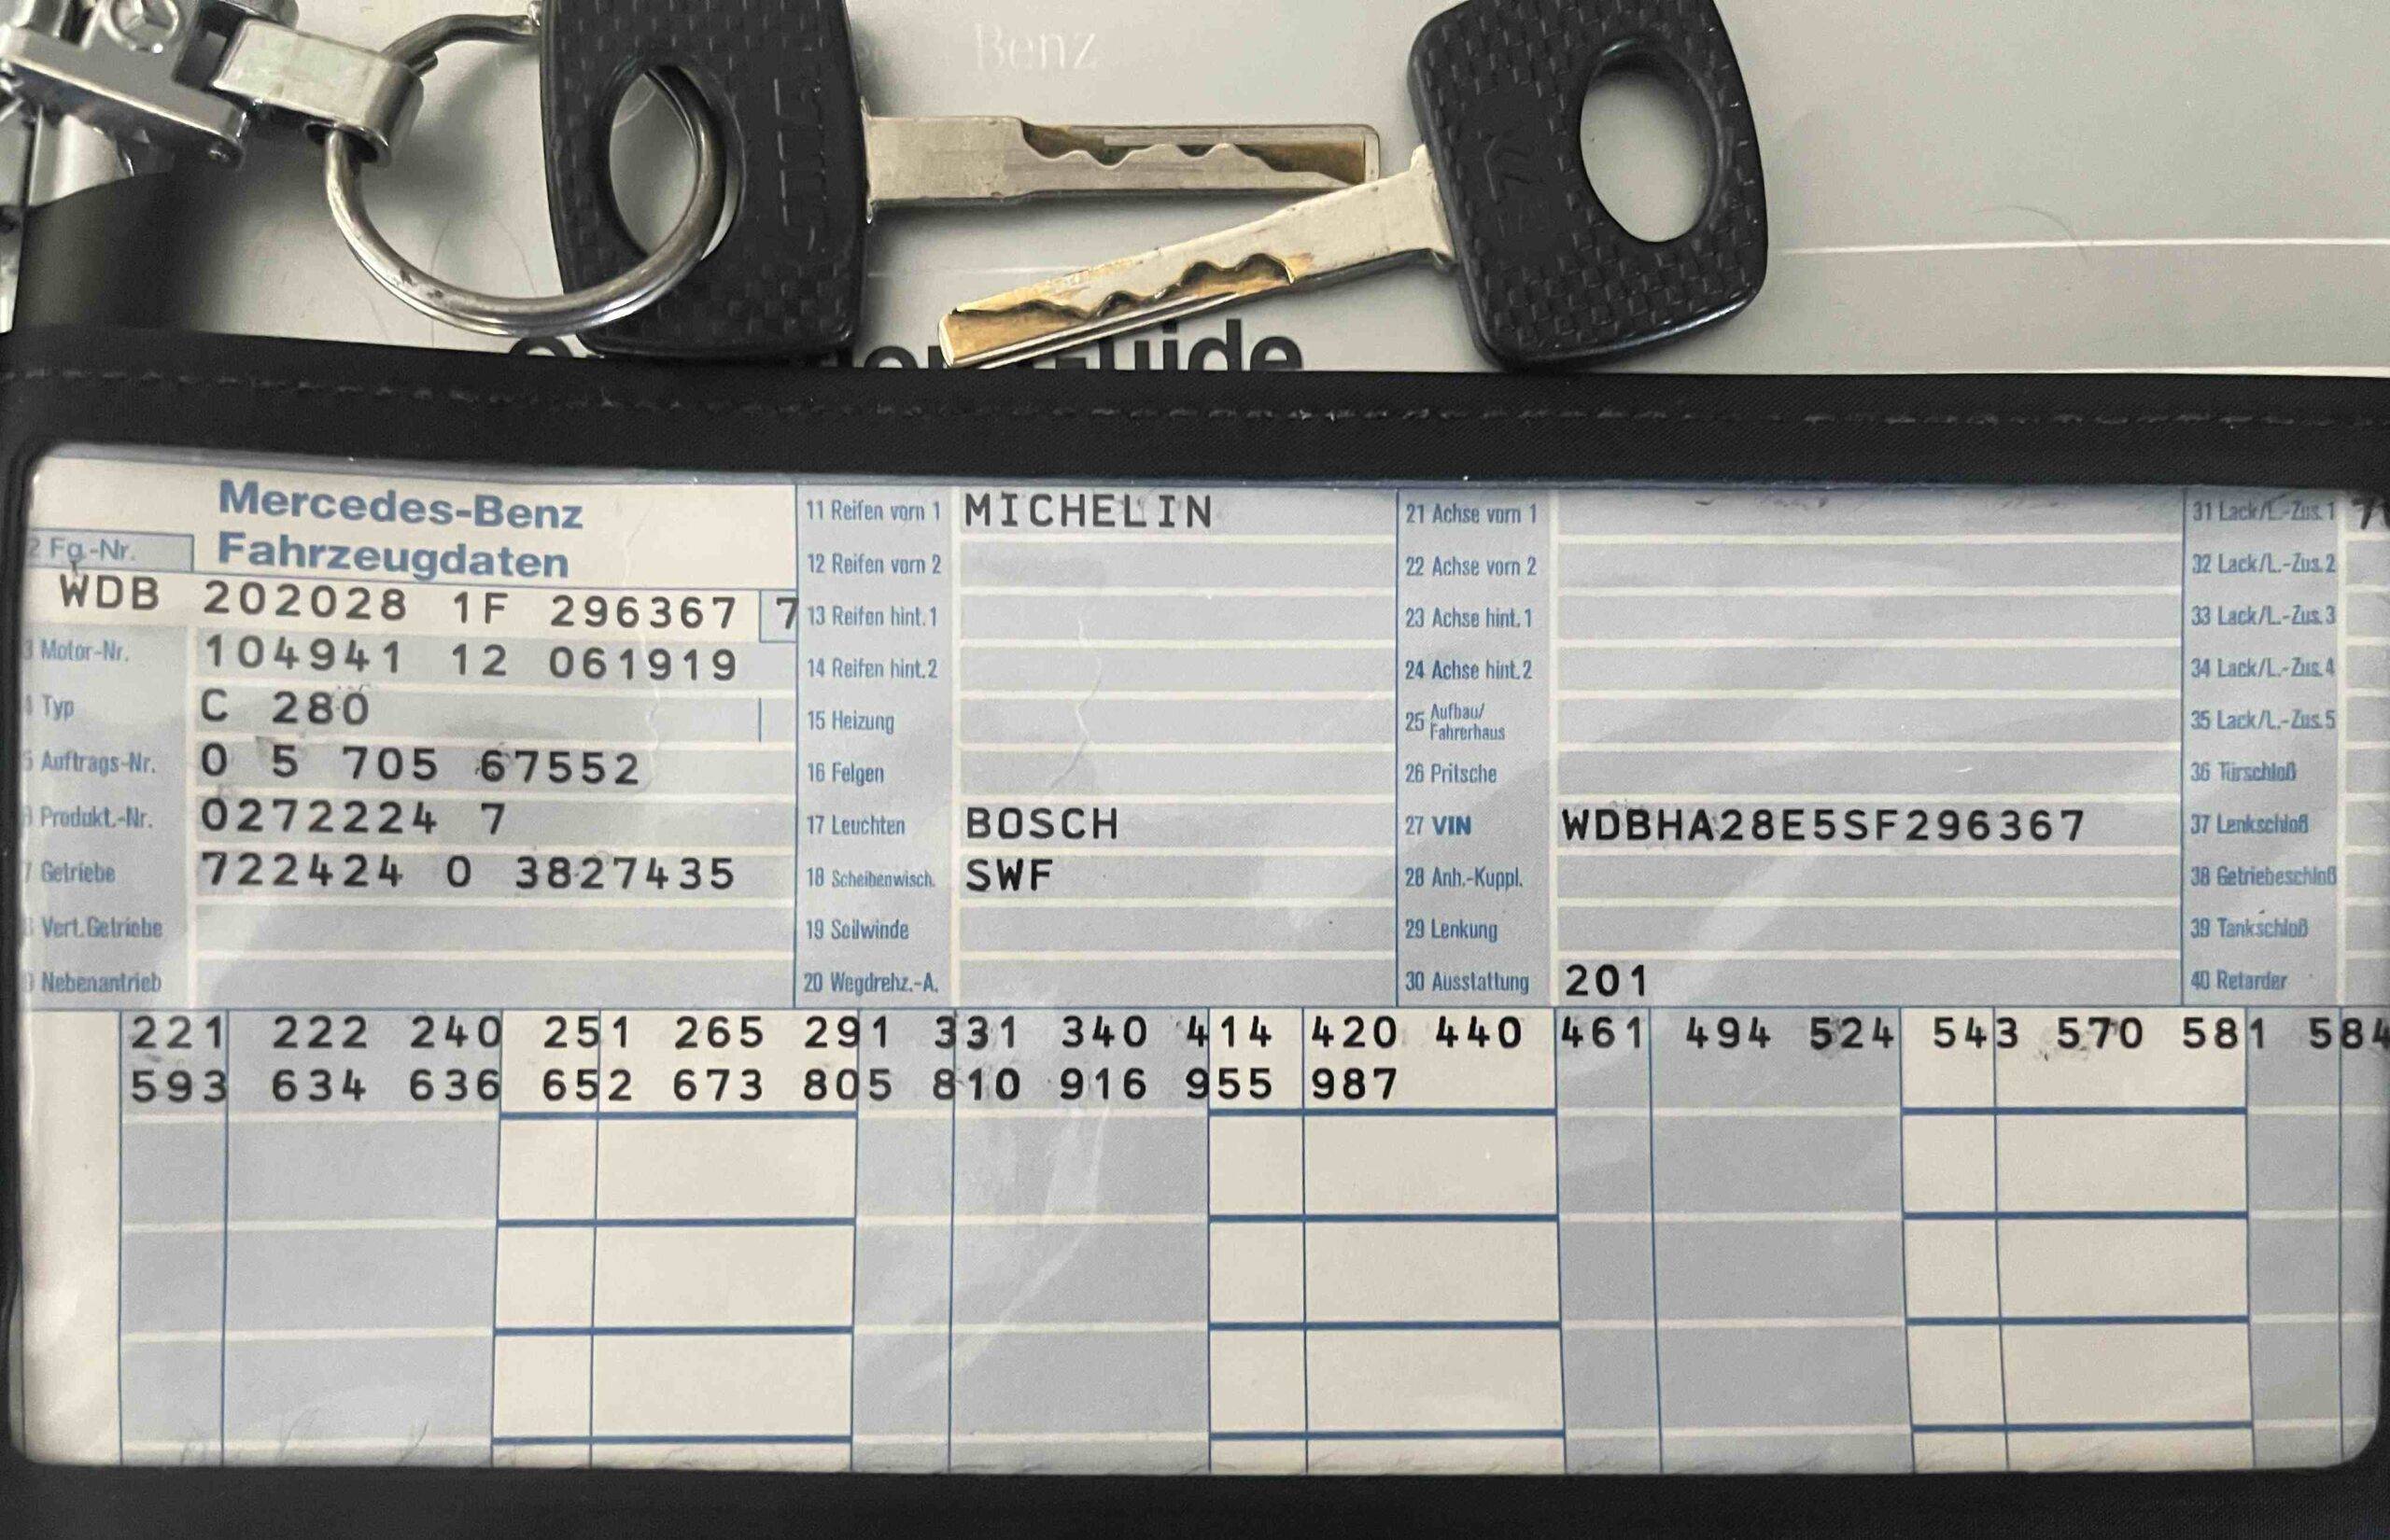 Benz
Guide
Mercedes-Benz
Fahrzeugdaten
2 Fg.-Nr.
WDB 202028 1F 296367 7
3 Motor-Nr. 104941 12 061919
4 Typ C 280
5 Auftrags-Nr. 0 5 705 67552
Produkt.-Nr. 0272224 7
7 Getriebe 722424 0 3827435
Vert.Getriebe
Nebenantrieb
11 Reifen vorn 1 MICHELIN
12 Reifen vorn 2
13 Reifen hint.1
14 Reifen hint.2
15 Heizung
16 Felgen
17 Leuchten BOSCH
18 Scheibenwisch. SWF
19 Seilwinde
20 Wegdrehz.-A.
21 Achse vorn 1
22 Achse vorn 2
23 Achse hint.1
24 Achse hint.2
25 Aufbau/
Fahrerhaus
26 Pritsche
27 VIN WDBHA28E5SF296367
28 Anh.-Kuppl.
29 Lenkung
30 Ausstattung 201
31 Lack/L.-Zus.1
32 Lack/L.-Zus.2
33 Lack/L.-Zus.3
34 Lack/L.-Zus.4
35 Lack/L.-Zus.5
36 Türschloß
37 Lenkschloß
38 Getriebeschloß
39 Tankschloß
40 Retarder
221 222 240 251 265 291 331 340 414 420 440 461 494 524 543 570 581 584
593 634 636 652 673 805 810 916 955 987